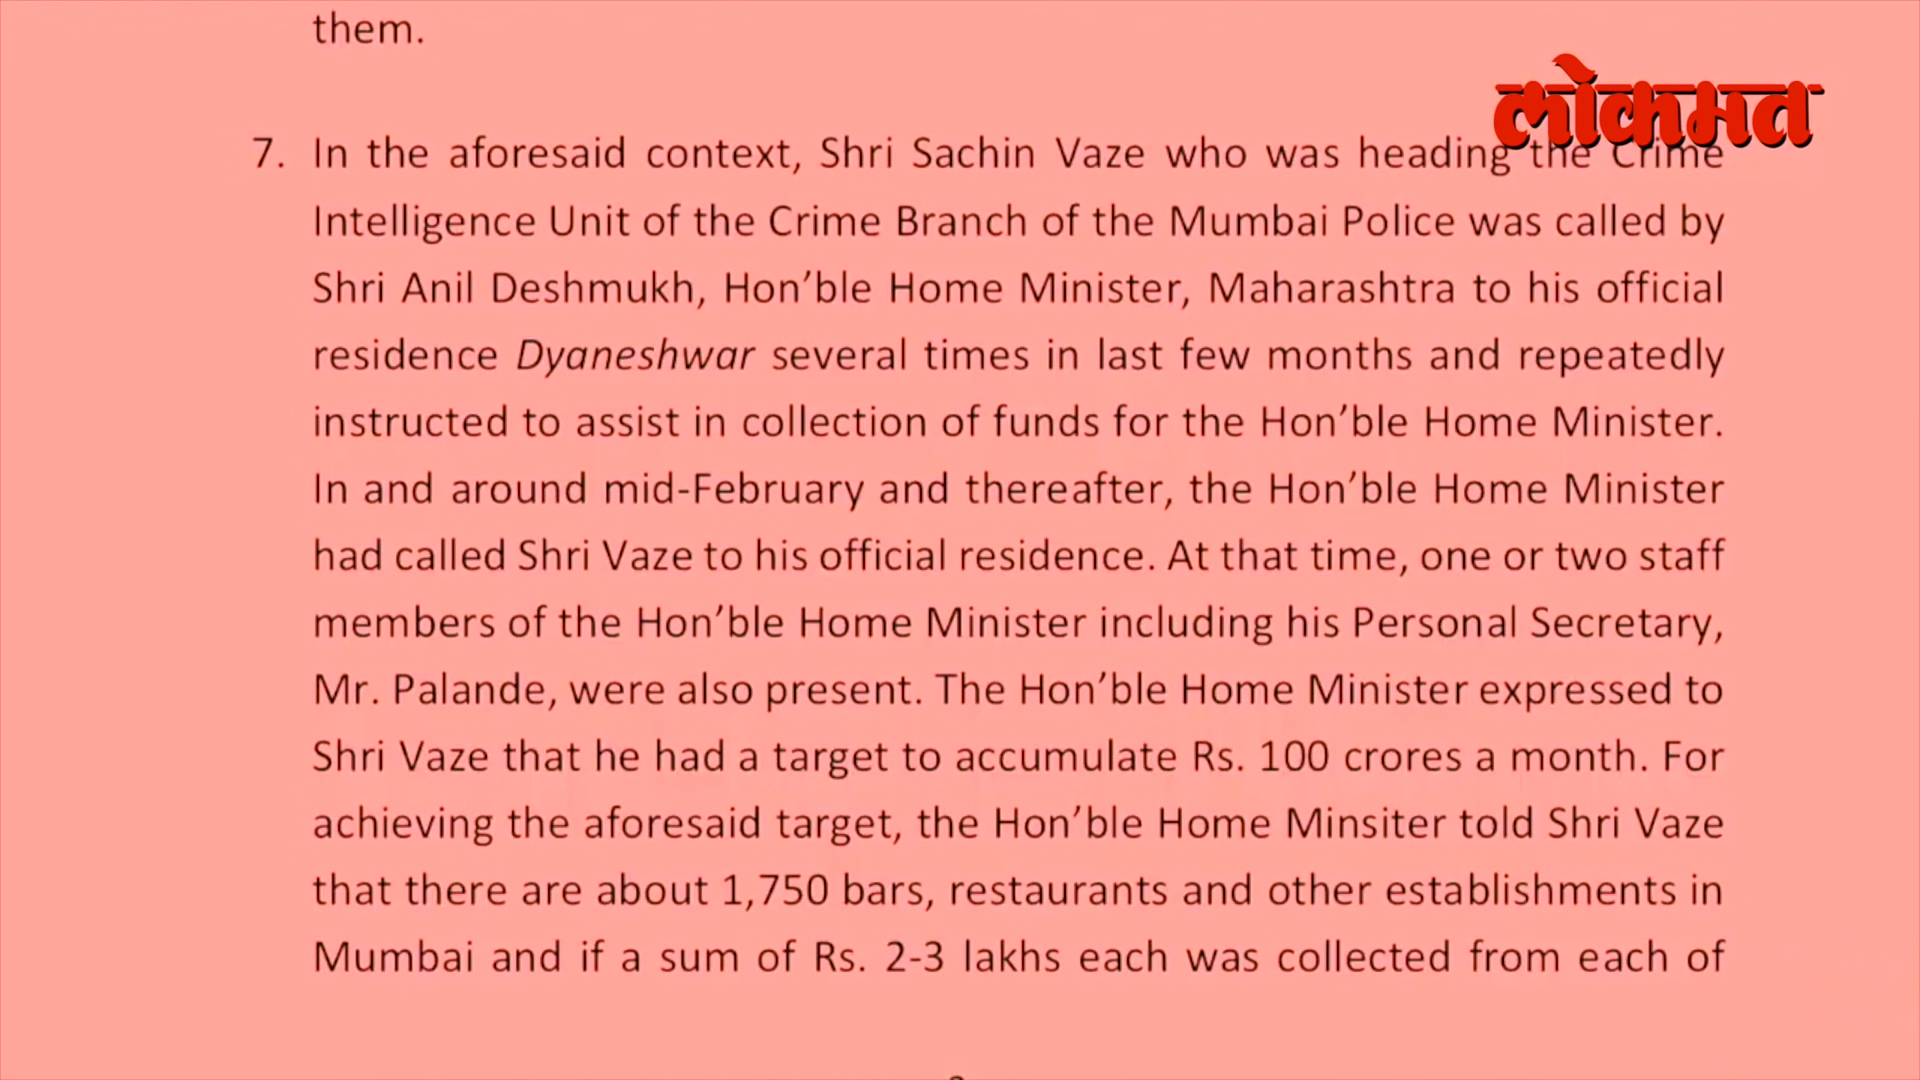 them.
लोकमत
7. In the aforesaid context, Shri Sachin Vaze who was heading the Crime
Intelligence Unit of the Crime Branch of the Mumbai Police was called by
Shri Anil Deshmukh, Hon’ble Home Minister, Maharashtra to his official
residence Dyaneshwar several times in last few months and repeatedly
instructed to assist in collection of funds for the Hon’ble Home Minister.
In and around mid-February and thereafter, the Hon’ble Home Minister
had called Shri Vaze to his official residence. At that time, one or two staff
members of the Hon’ble Home Minister including his Personal Secretary,
Mr. Palande, were also present. The Hon’ble Home Minister expressed to
Shri Vaze that he had a target to accumulate Rs. 100 crores a month. For
achieving the aforesaid target, the Hon’ble Home Minsiter told Shri Vaze
that there are about 1,750 bars, restaurants and other establishments in
Mumbai and if a sum of Rs. 2-3 lakhs each was collected from each of